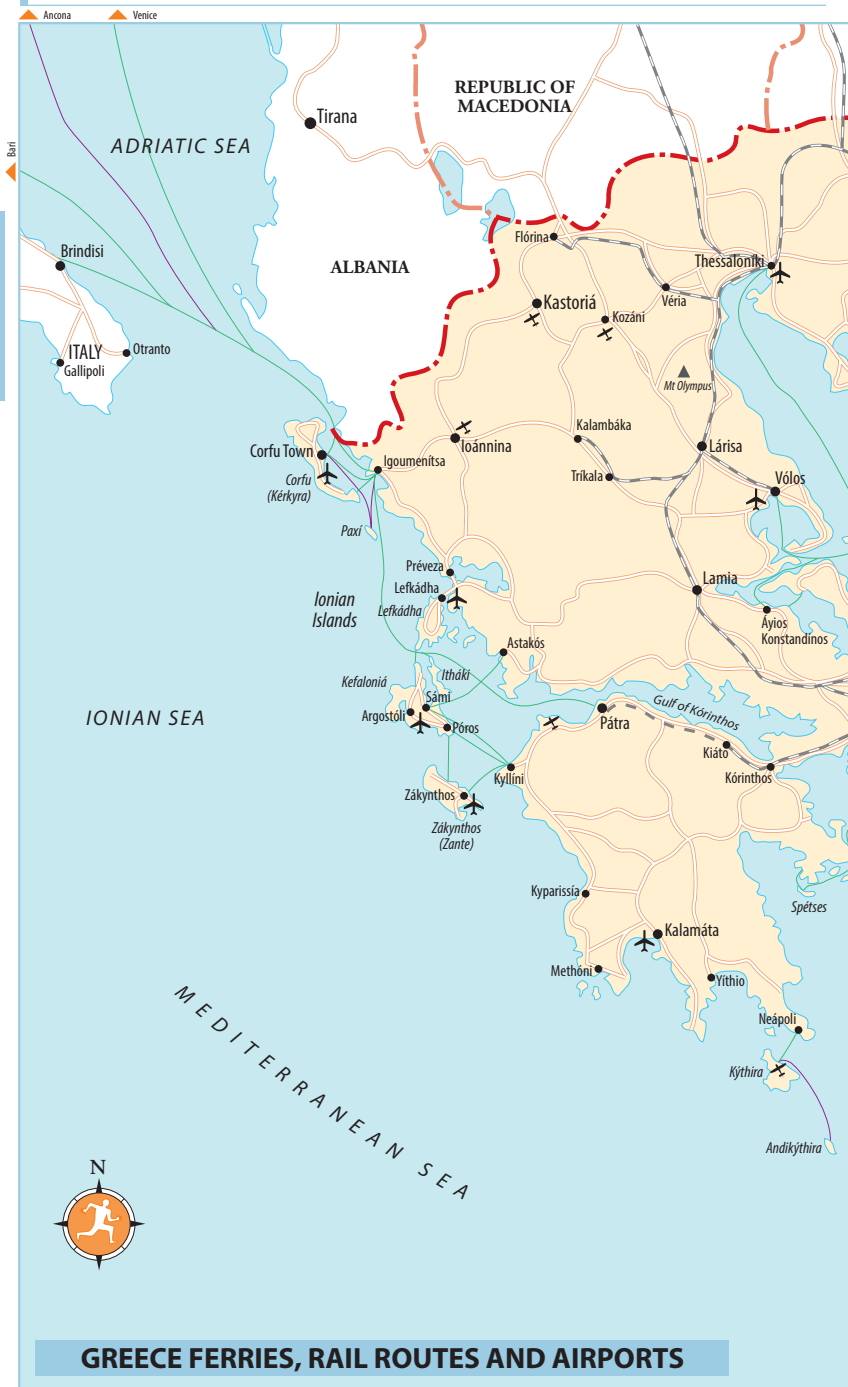 Ancona
Venice
Bari
REPUBLIC OF
MACEDONIA
Tirana
ADRIATIC SEA
Flórina
Brindisi
Thessaloníki
ALBANIA
Véria
Kastoriá
Kozáni
ITALY
Otranto
Gallipoli
Mt Olympus
Kalambáka
Lárisa
Ioánnina
Corfu Town
Igoumenítsa
Corfu
(Kérkyra)
Tríkala
Vólos
Paxí
Préveza
Lamia
Lefkádha
Ionian
Islands
Lefkádha
Áyios
Konstandínos
Astakós
Itháki
Kefaloniá
Sámi
Gulf of Kórinthos
IONIAN SEA
Argostóli
Póros
Pátra
Kiáto
Kyllíni
Kórinthos
Zákynthos
Zákynthos
(Zante)
Kyparissía
Spétses
Kalamáta
Methóni
Yíthio
MEDITERRANEAN SEA
Neápoli
Kýthira
Andikýthira
N
GREECE FERRIES, RAIL ROUTES AND AIRPORTS